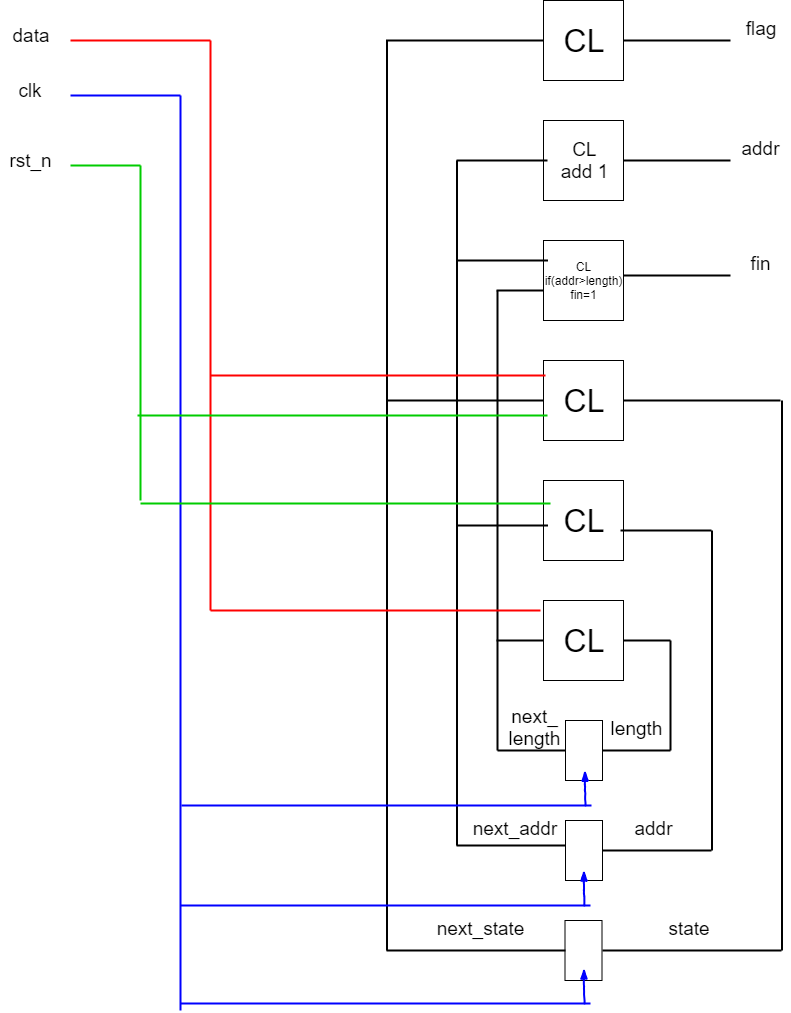 data
clk
rst_n
CL
flag
CL
add 1
addr
CL
if(addr>length)
fin=1
fin
CL
CL
CL
next_
length
length
next_addr
addr
next_state
state